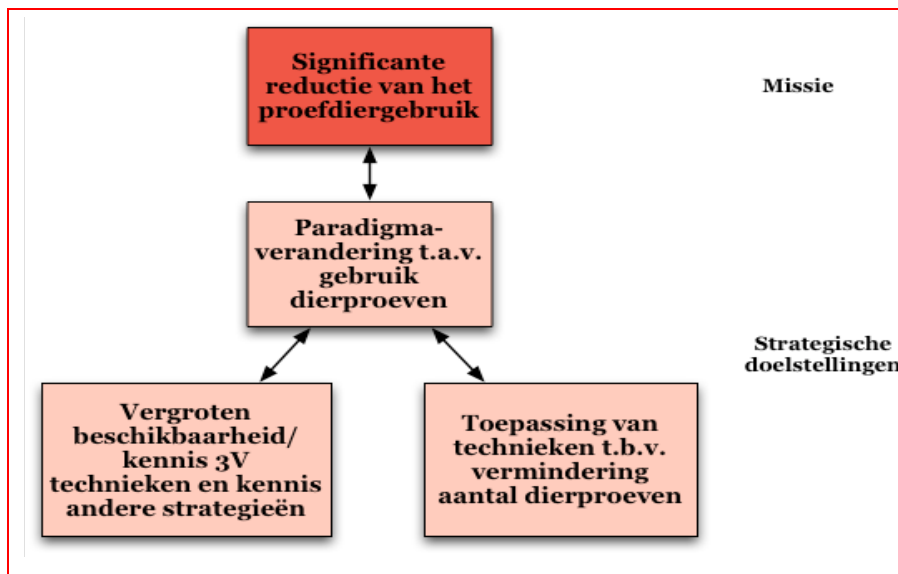 Significante
reductie van het
proefdiergebruik
Missie
Paradigma-
verandering t.a.v.
gebruik
dierproeven
Strategische
doelstellingen
Vergroten
beschikbaarheid/
kennis 3V
technieken en kennis
andere strategieën
Toepassing van
technieken t.b.v.
vermindering
aantal dierproeven